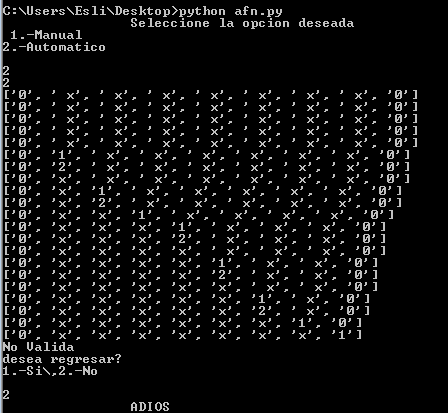 C:\Users\Esli\Desktop>python afn.py
Seleccione la opcion deseada
1.-Manual
2.-Automatico
2
2
['0', ' x', ' x', ' x', ' x', ' x', ' x', ' x', '0']
['0', ' x', ' x', ' x', ' x', ' x', ' x', ' x', '0']
['0', ' x', ' x', ' x', ' x', ' x', ' x', ' x', '0']
['0', ' x', ' x', ' x', ' x', ' x', ' x', ' x', '0']
['0', ' x', ' x', ' x', ' x', ' x', ' x', ' x', '0']
['0', '1', ' x', ' x', ' x', ' x', ' x', ' x', '0']
['0', '2', ' x', ' x', ' x', ' x', ' x', ' x', '0']
['0', 'x', ' x', ' x', ' x', ' x', ' x', ' x', '0']
['0', 'x', '1', ' x', ' x', ' x', ' x', ' x', '0']
['0', 'x', '2', ' x', ' x', ' x', ' x', ' x', '0']
['0', 'x', 'x', '1', ' x', ' x', ' x', ' x', '0']
['0', 'x', 'x', 'x', '1', ' x', ' x', ' x', '0']
['0', 'x', 'x', 'x', '2', ' x', ' x', ' x', '0']
['0', 'x', 'x', 'x', 'x', ' x', ' x', ' x', '0']
['0', 'x', 'x', 'x', 'x', '1', ' x', ' x', '0']
['0', 'x', 'x', 'x', 'x', '2', ' x', ' x', '0']
['0', 'x', 'x', 'x', 'x', 'x', ' x', ' x', '0']
['0', 'x', 'x', 'x', 'x', 'x', '1', ' x', '0']
['0', 'x', 'x', 'x', 'x', 'x', '2', ' x', '0']
['0', 'x', 'x', 'x', 'x', 'x', 'x', '1', '0']
['0', 'x', 'x', 'x', 'x', 'x', 'x', 'x', '1']
No Valida
desea regresar?
1.-Si\,2.-No
2
ADIOS